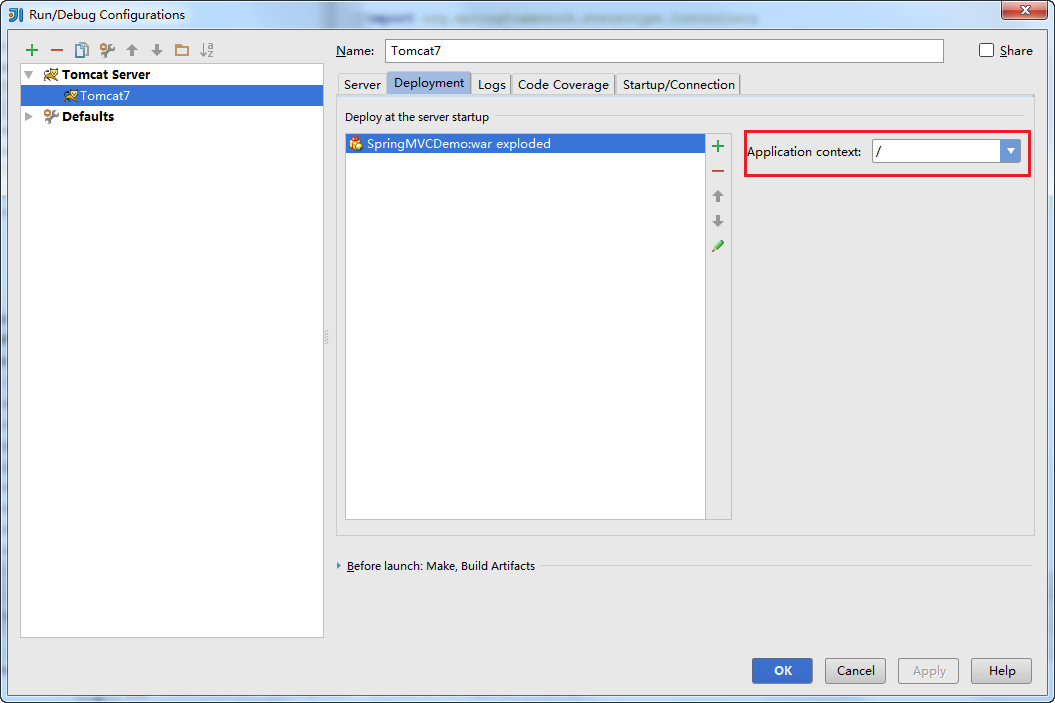 Run/Debug Configurations
Name: Tomcat7 Share
Tomcat Server
Tomcat7
Defaults
Server Deployment Logs Code Coverage Startup/Connection
Deploy at the server startup
SpringMVCDemo:war exploded
Application context: /
Before launch: Make, Build Artifacts
OK Cancel Apply Help